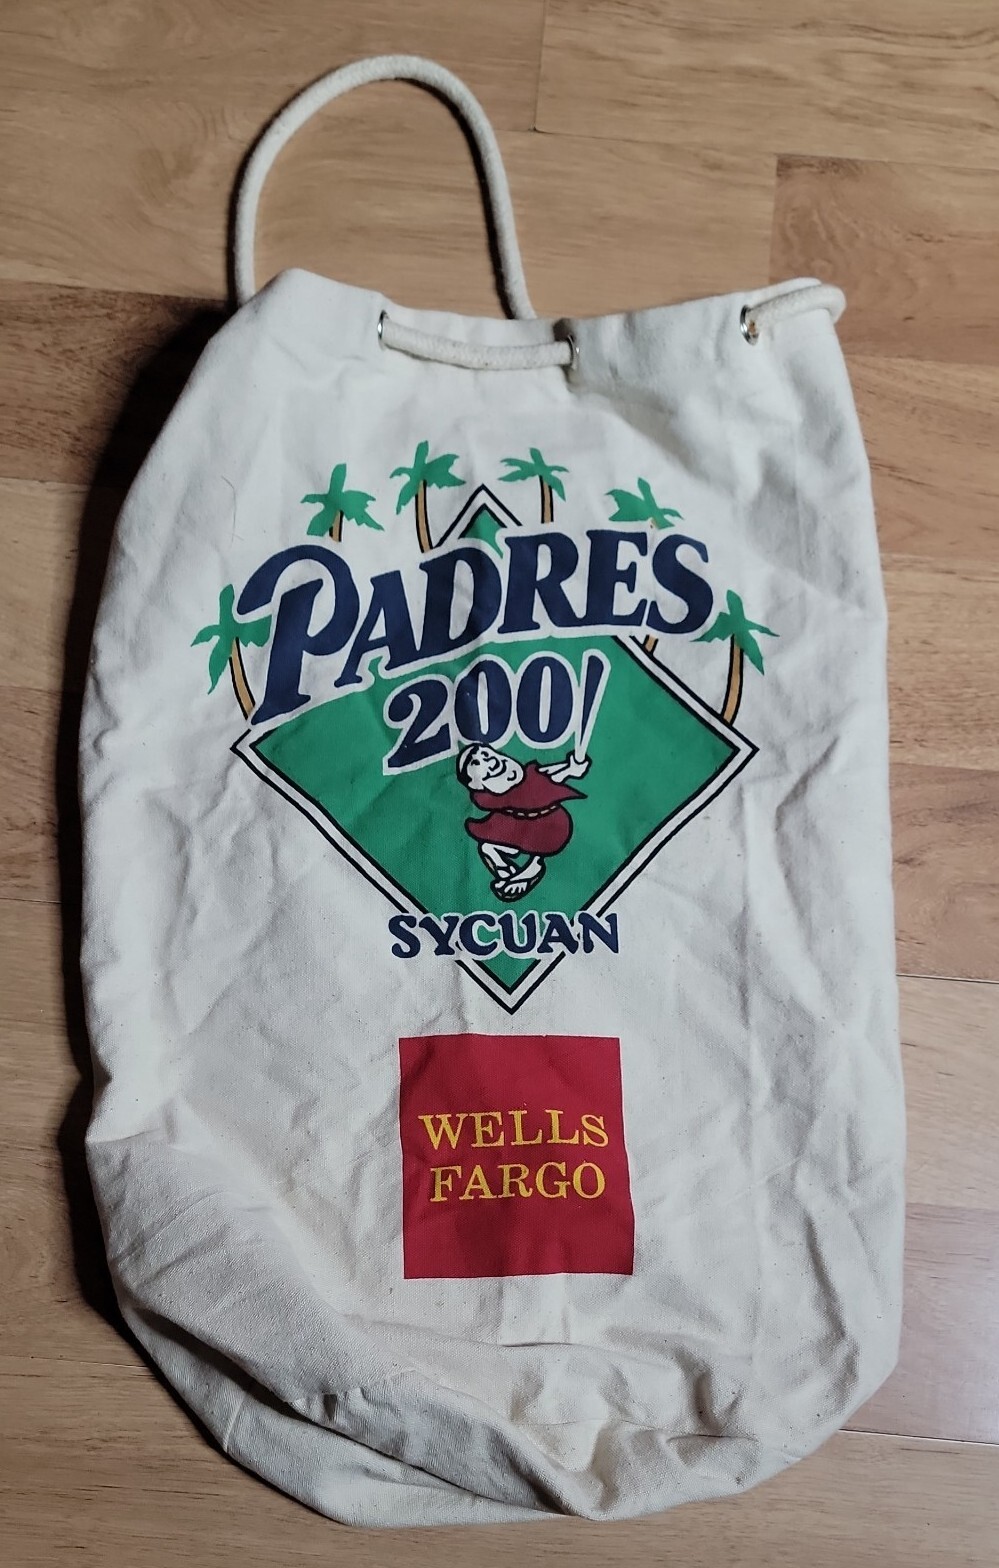 PADRES
2001
SYCUAN
WELLS
FARGO